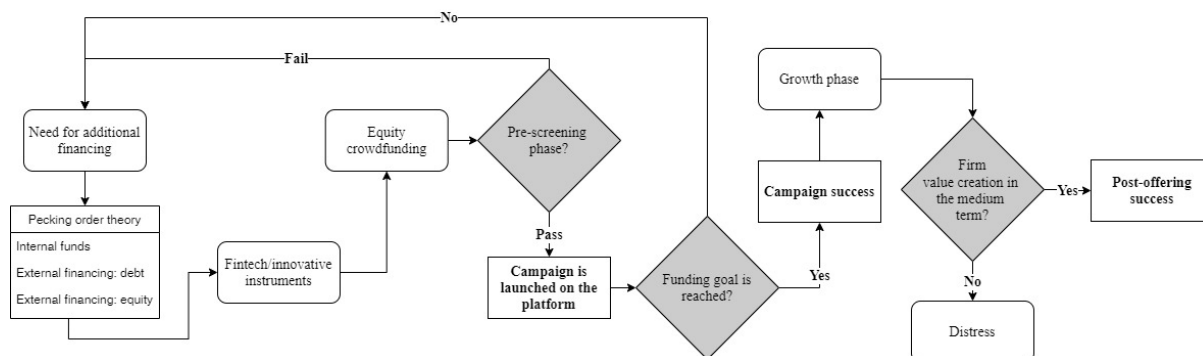 No
Fail
Need for additional
financing
Pecking order theory
Internal funds
External financing: debt
External financing: equity
Fintech/innovative
instruments
Equity
crowdfunding
Pre-screening
phase?
Pass
Campaign is
launched on the
platform
Funding goal is
reached?
Yes
Campaign success
Growth phase
Firm
value creation in
the medium
term?
Yes
Post-offering
success
No
Distress